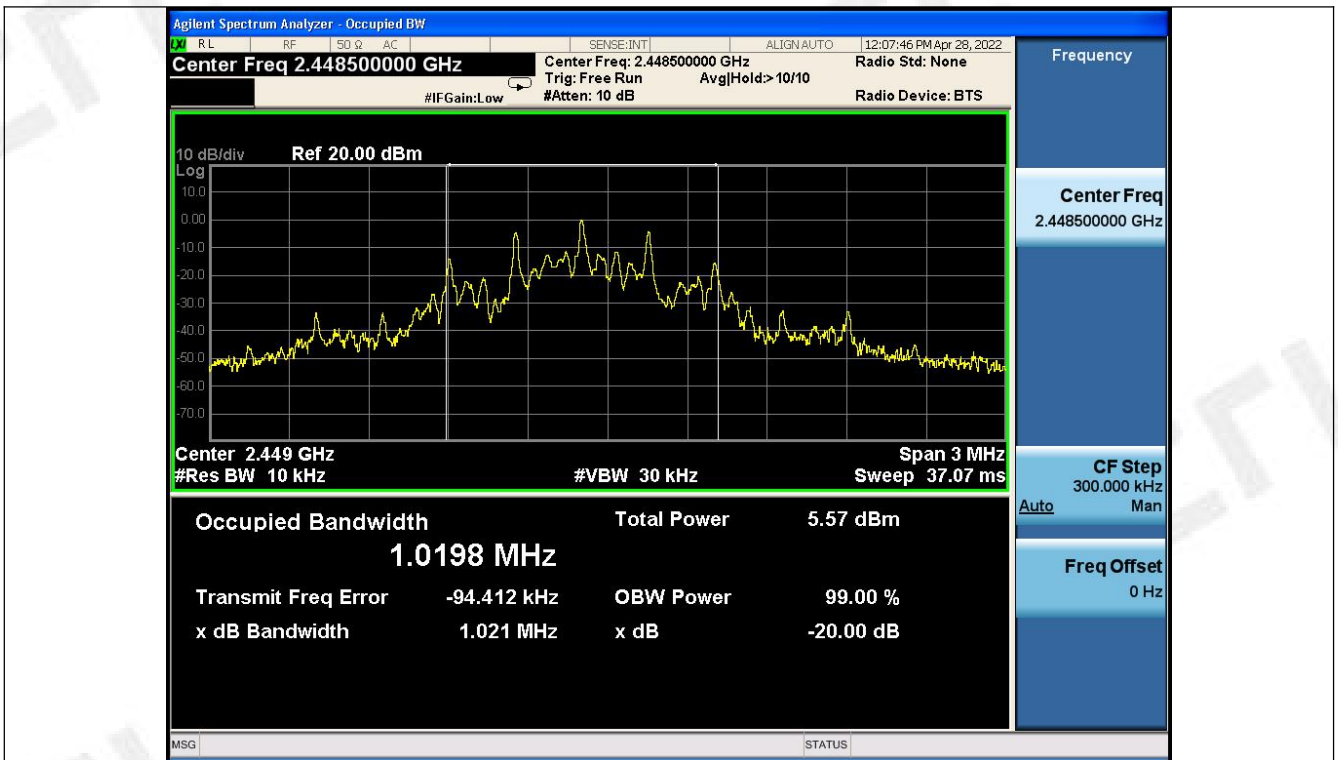 Agilent Spectrum Analyzer - Occupied BW
LXI RL RF 50 Ω AC SENSE:INT ALIGN AUTO 12:07:46 PM Apr 28, 2022
Center Freq 2.448500000 GHz
Center Freq: 2.448500000 GHz
Radio Std: None
Trig: Free Run Avg|Hold:>10/10
#IFGain:Low #Atten: 10 dB Radio Device: BTS
10 dB/div Ref 20.00 dBm
Log
10.0
0.00
-10.0
-20.0
-30.0
-40.0
-50.0
-60.0
-70.0
Center 2.449 GHz Span 3 MHz
#Res BW 10 kHz #VBW 30 kHz Sweep 37.07 ms
Occupied Bandwidth Total Power 5.57 dBm
1.0198 MHz
Transmit Freq Error -94.412 kHz OBW Power 99.00 %
x dB Bandwidth 1.021 MHz x dB -20.00 dB
MSG STATUS
Frequency
Center Freq
2.448500000 GHz
CF Step
300.000 kHz
Auto Man
Freq Offset
0 Hz